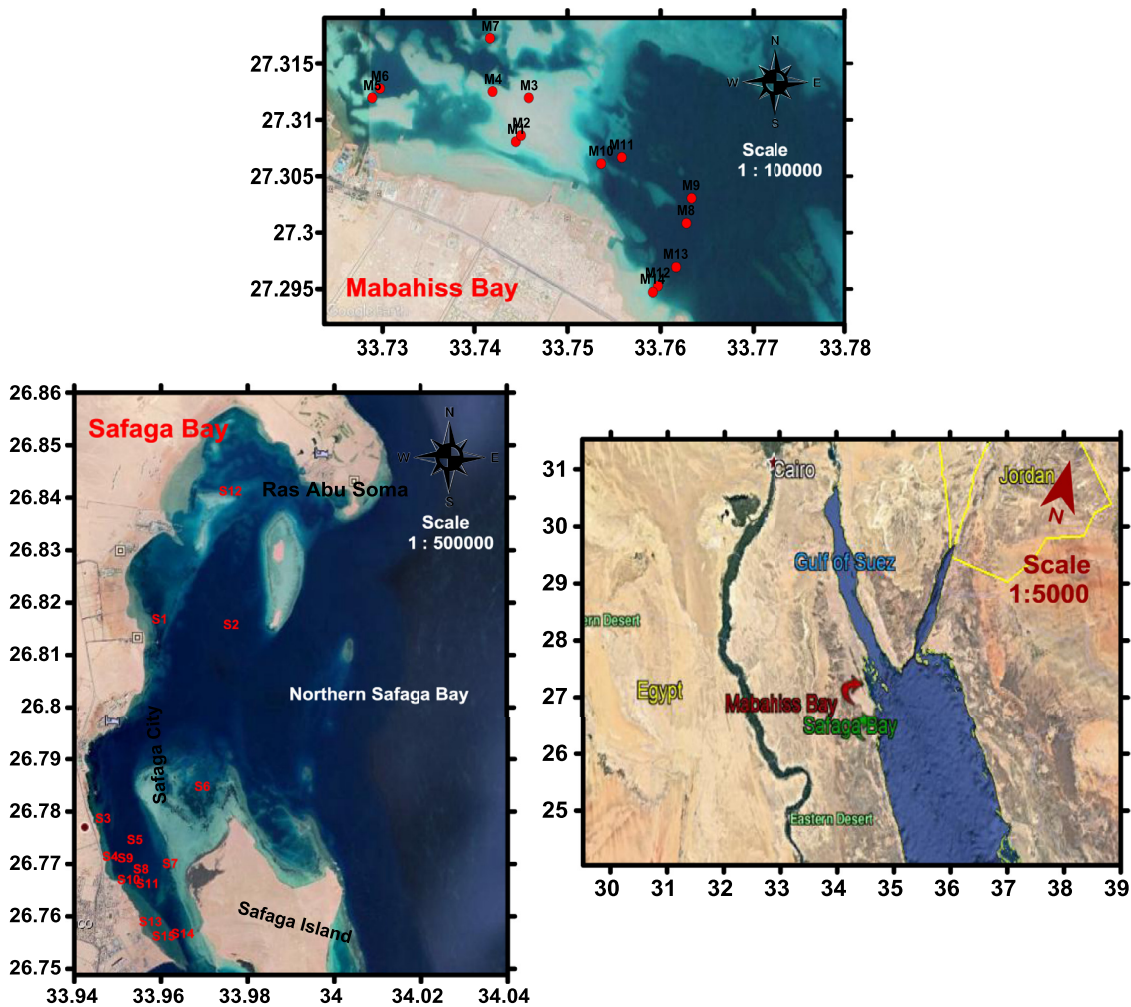 M7
27.315
M6
M5
M4
M3
27.31
M2
M1
M10
M11
27.305
M9
M8
27.3
M13
M12
M14
27.295
N
W
E
S
Scale
1 : 100000
Mabahiss Bay
Google Earth
33.73
33.74
33.75
33.76
33.77
33.78
26.86
26.85
26.84
26.83
26.82
26.81
26.8
26.79
26.78
26.77
26.76
26.75
Safaga Bay
N
W
E
S
Scale
1 : 500000
S12
Ras Abu Soma
S1
S2
Northern Safaga Bay
Safaga City
S6
S3
S5
S4
S9
S7
S8
S10
S11
S13
S14
Safaga Island
33.94
33.96
33.98
34
34.02
34.04
31
30
29
28
27
26
25
Cairo
Jordan
N
Scale
1:5000
Gulf of Suez
ern Desert
Egypt
Mabahiss Bay
Safaga Bay
Eastern Desert
30
31
32
33
34
35
36
37
38
39